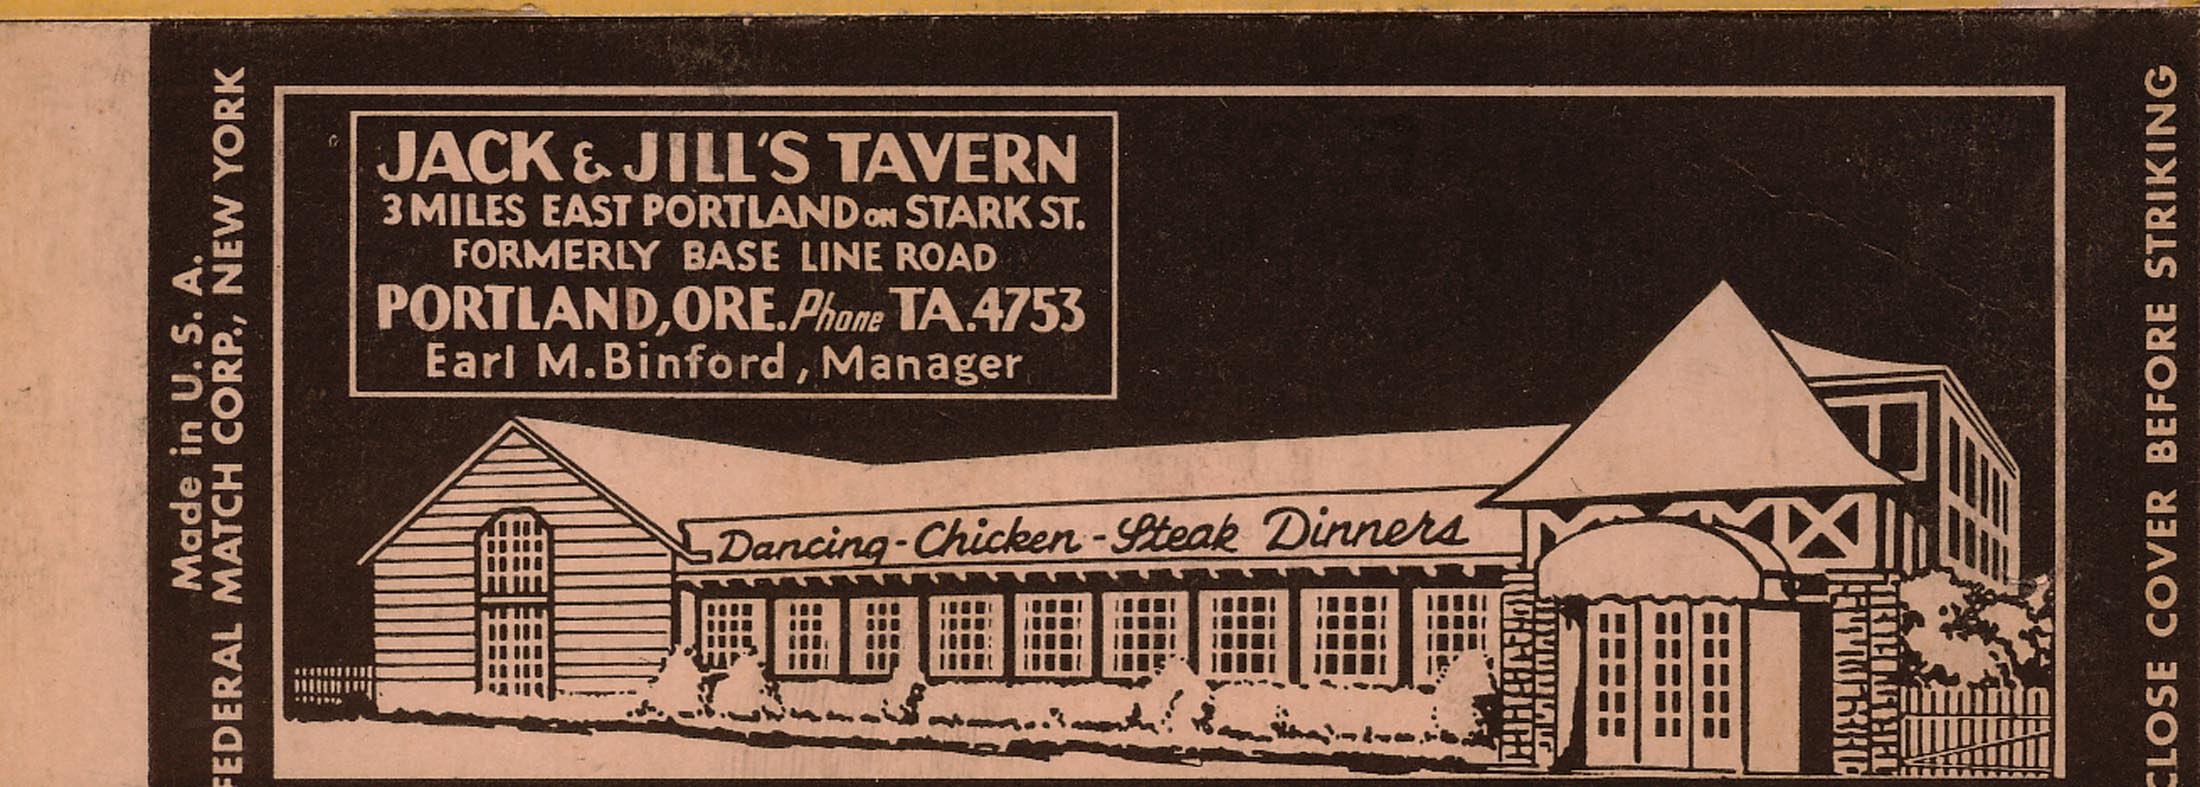 Made in U. S. A.
FEDERAL MATCH CORP., NEW YORK
JACK & JILL'S TAVERN
3 MILES EAST PORTLAND ON STARK ST.
FORMERLY BASE LINE ROAD
PORTLAND, ORE. Phone TA.4753
Earl M. Binford, Manager
Dancing - Chicken - Steak Dinners
CLOSE COVER BEFORE STRIKING